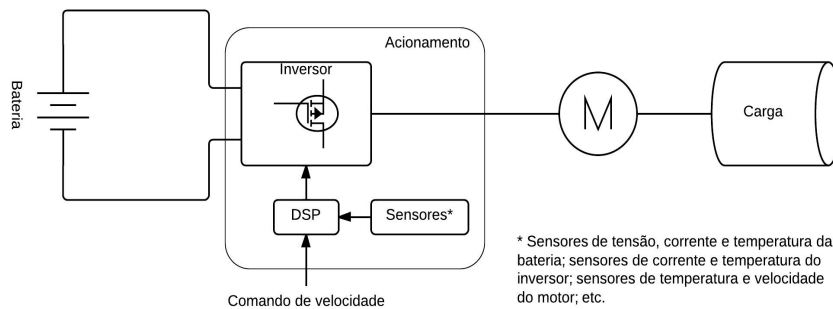 Acionamento
Inversor
Bateria
M
Carga
DSP
Sensores*
* Sensores de tensão, corrente e temperatura da
bateria; sensores de corrente e temperatura do
inversor; sensores de temperatura e velocidade
do motor; etc.
Comando de velocidade